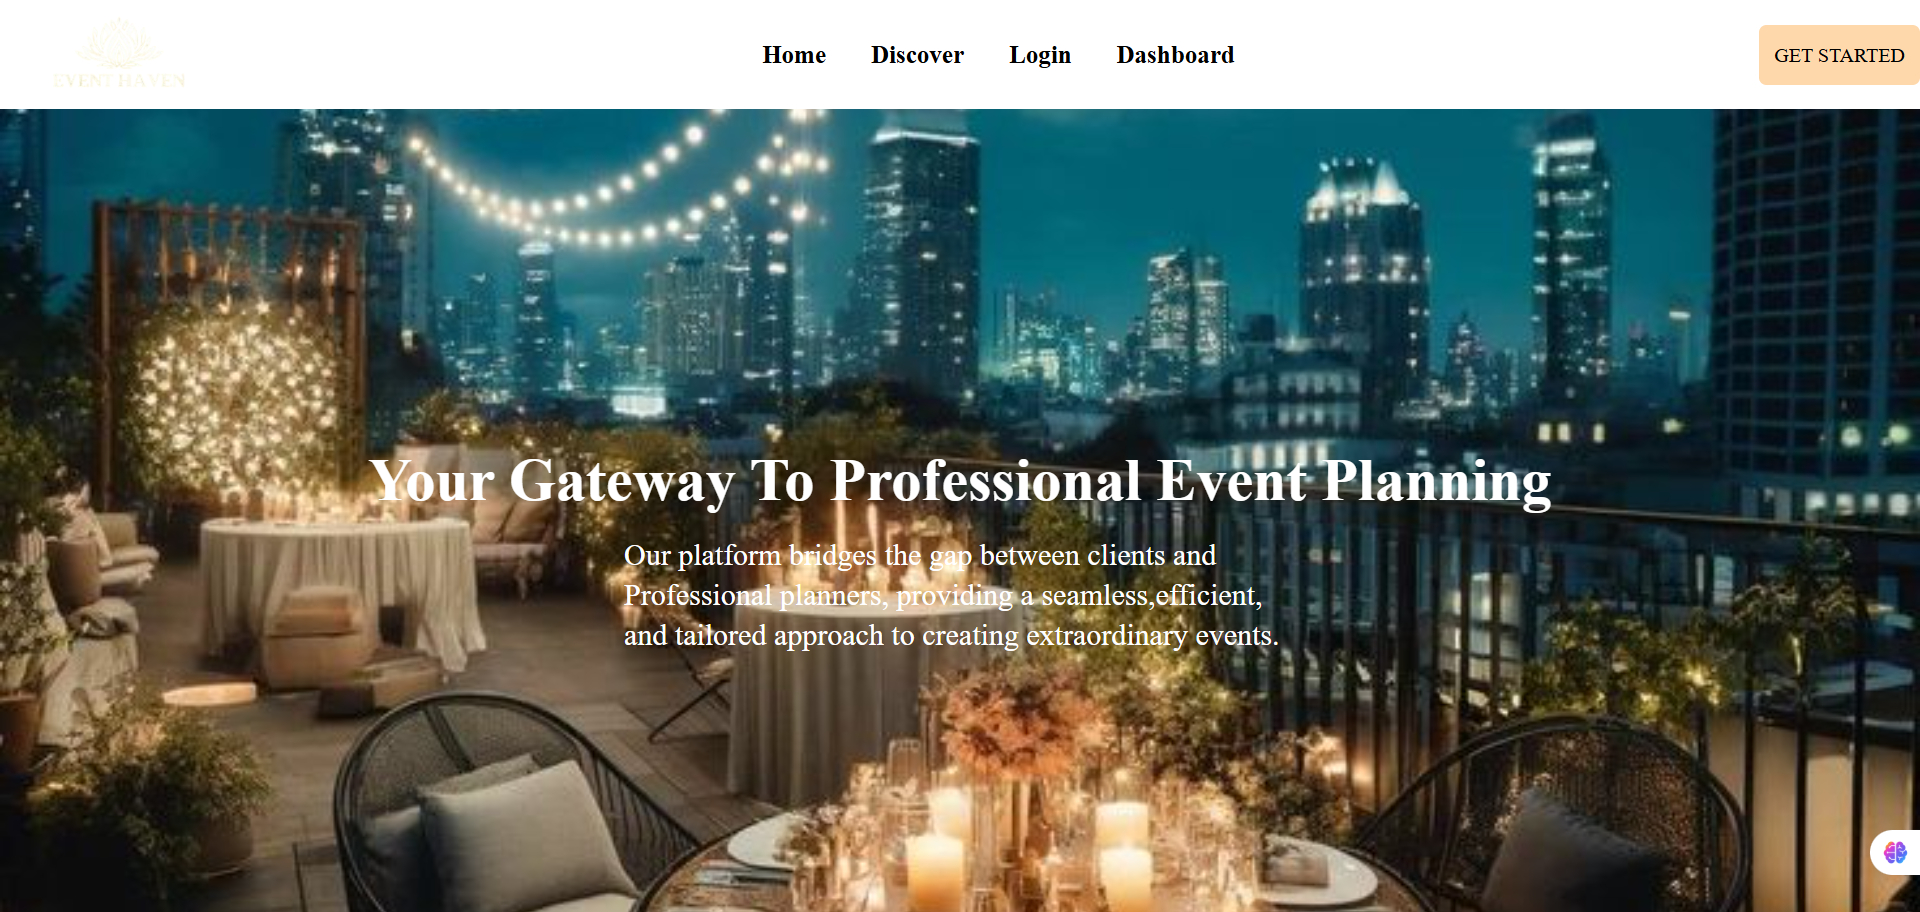 EVENT HAVEN
Home Discover Login Dashboard
GET STARTED
Your Gateway To Professional Event Planning
Our platform bridges the gap between clients and
Professional planners, providing a seamless,efficient,
and tailored approach to creating extraordinary events.